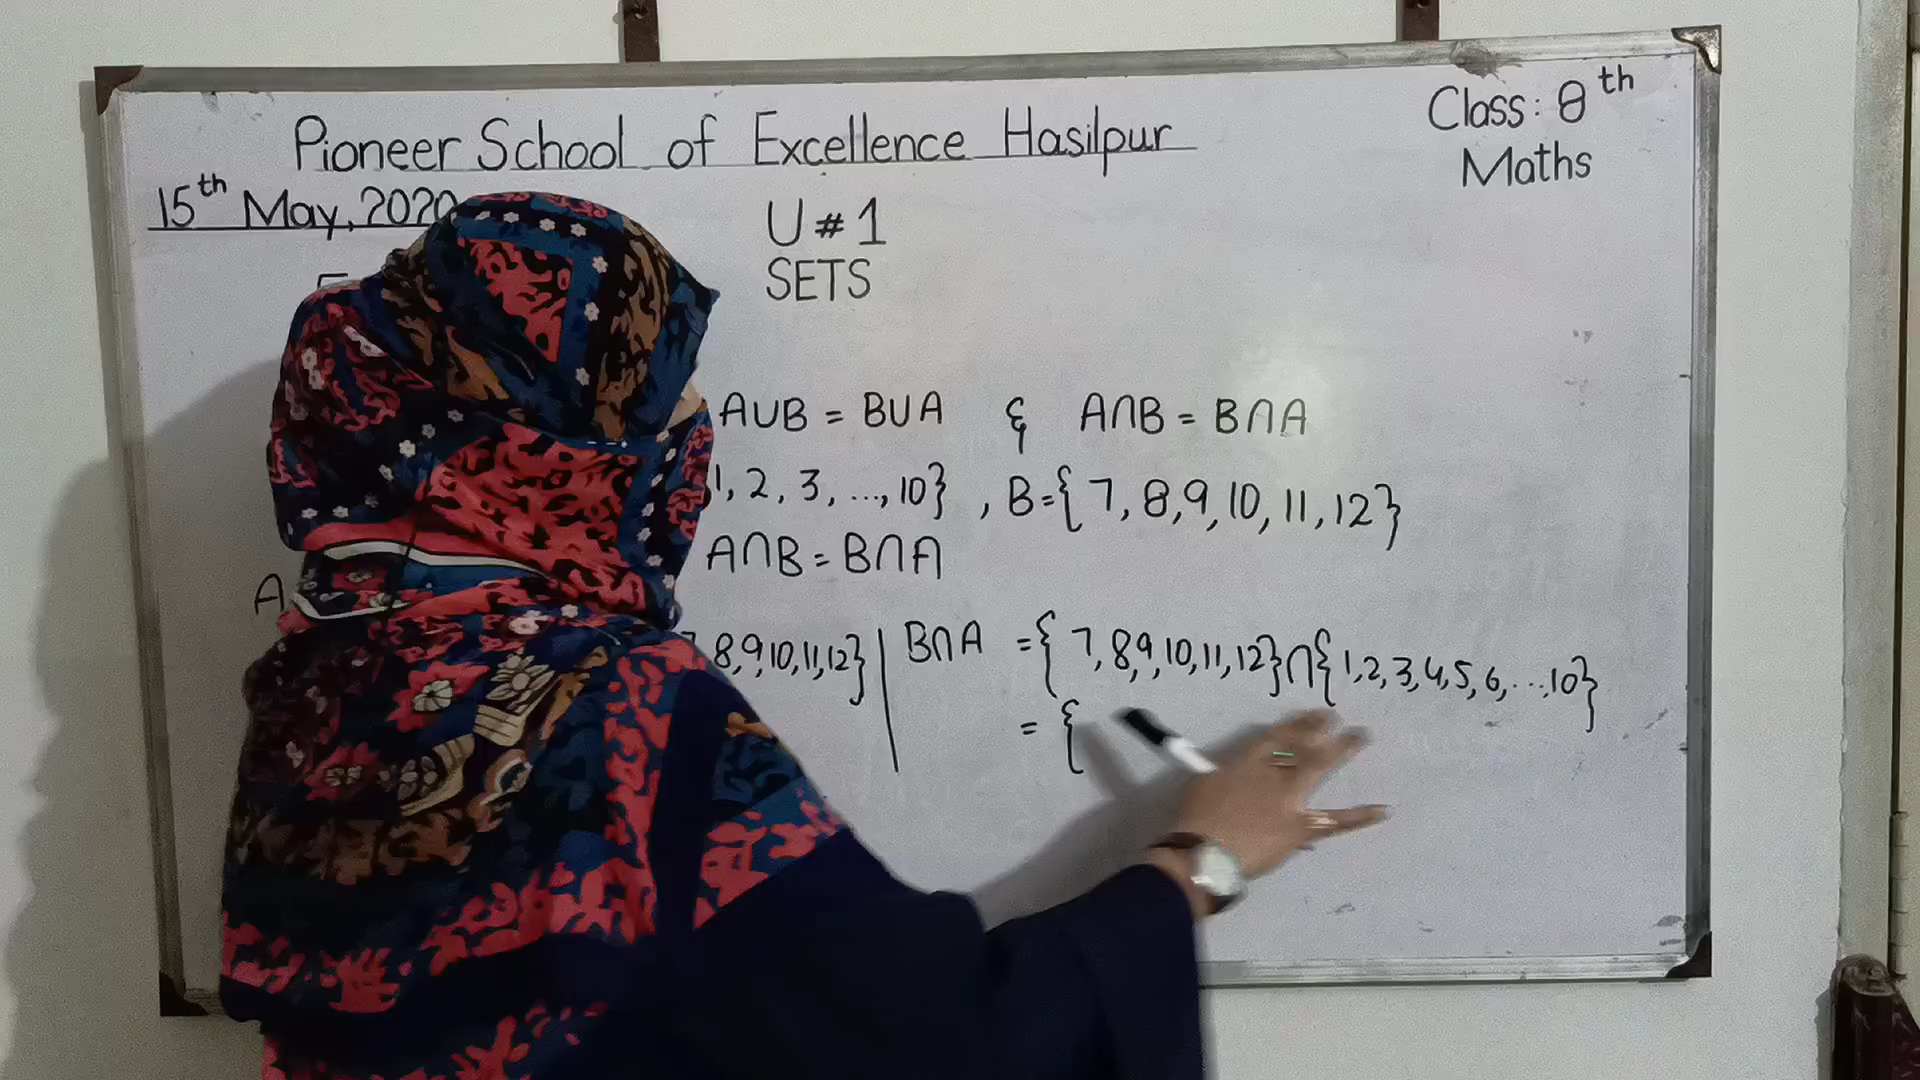 Pioneer School of Excellence Hasilpur
Class: 8th
Maths
15th May, 2020
U # 1
SETS
A∪B = B∪A & A∩B = B∩A
1, 2, 3, ..., 10} , B = { 7, 8, 9, 10, 11, 12}
A∩B = B∩A
A
7, 8, 9, 10, 11, 12} | B∩A = { 7, 8, 9, 10, 11, 12} ∩ { 1, 2, 3, 4, 5, 6, ..., 10}
= {